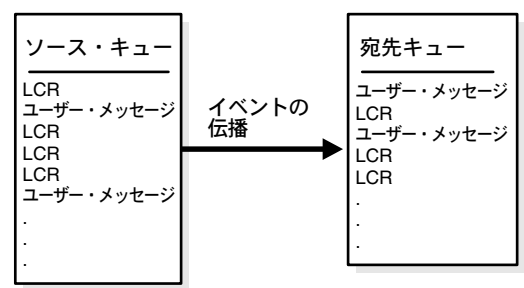 ソース・キュー
LCR
ユーザー・メッセージ
LCR
LCR
LCR
ユーザー・メッセージ
.
.
.
イベントの
伝播
宛先キュー
ユーザー・メッセージ
LCR
ユーザー・メッセージ
LCR
LCR
.
.
.